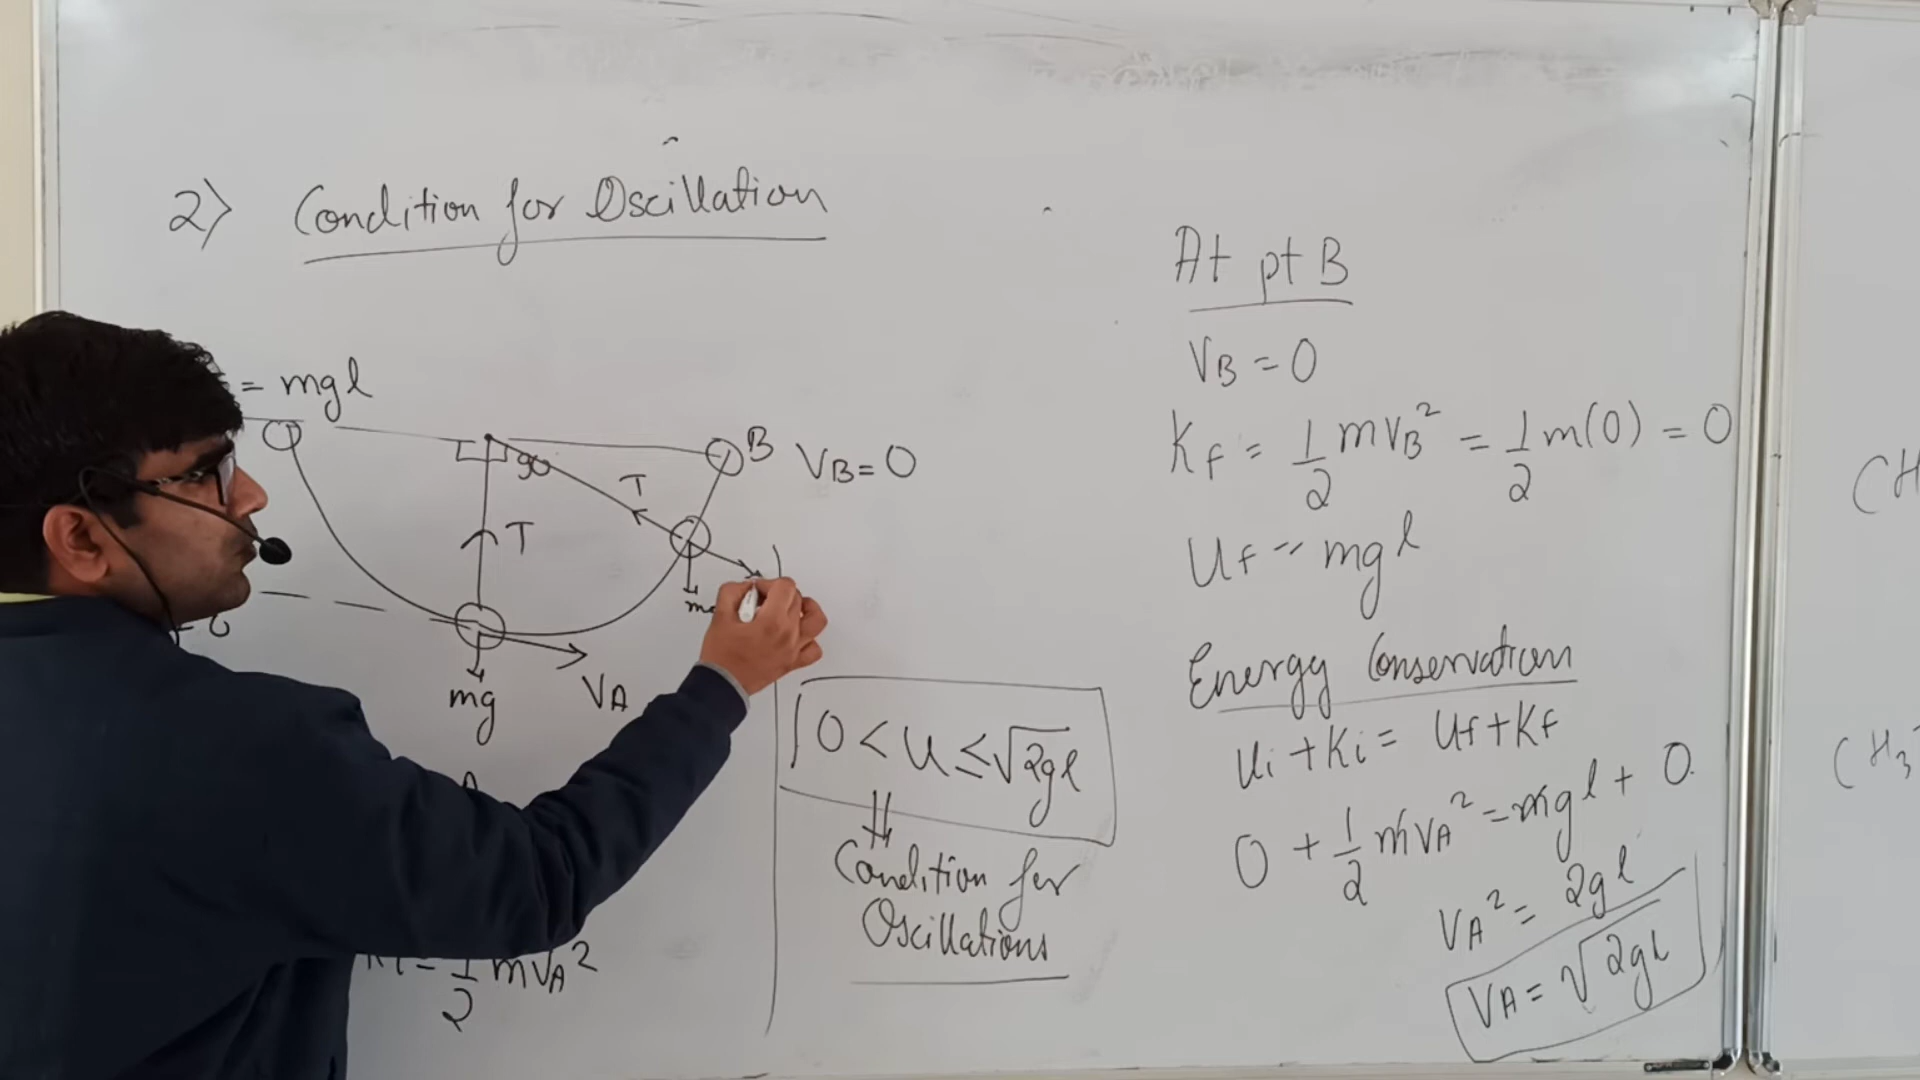 2) Condition for Oscillation
= mgl
90
T
B VB = 0
T
mg
VA
0 < u ≤ √2gl
Condition for
Oscillations
1/2 mVA²
At pt B
VB = 0
Kf = 1/2 mVB² = 1/2 m(0) = 0
Uf = mgl
Energy Conservation
Ui + Ki = Uf + Kf
0 + 1/2 mVA² = mgl + 0
VA² = 2gl
VA = √2gl